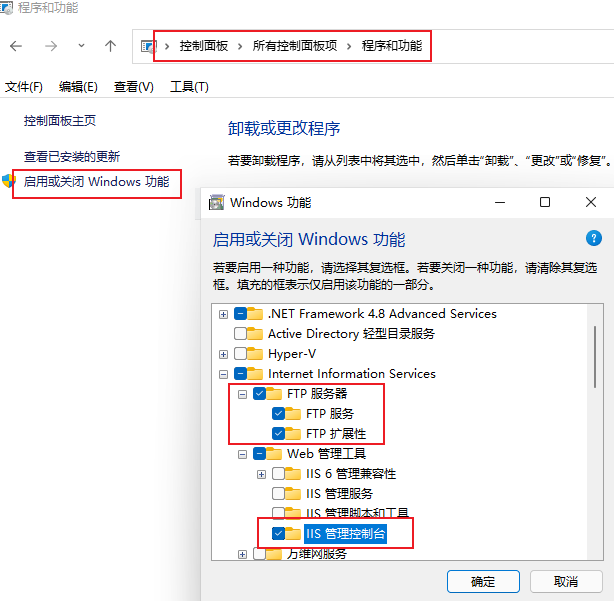 程序和功能
控制面板 › 所有控制面板项 › 程序和功能
文件(F) 编辑(E) 查看(V) 工具(T)
控制面板主页
查看已安装的更新
启用或关闭 Windows 功能
卸载或更改程序
若要卸载程序，请从列表中将其选中，然后单击“卸载”、“更改”或“修复”。
Windows 功能
启用或关闭 Windows 功能
若要启用一种功能，请选择其复选框。若要关闭一种功能，请清除其复选
框。填充的框表示仅启用该功能的一部分。
.NET Framework 4.8 Advanced Services
Active Directory 轻型目录服务
Hyper-V
Internet Information Services
FTP 服务器
FTP 服务
FTP 扩展性
Web 管理工具
IIS 6 管理兼容性
IIS 管理服务
IIS 管理脚本和工具
IIS 管理控制台
万维网服务
确定
取消